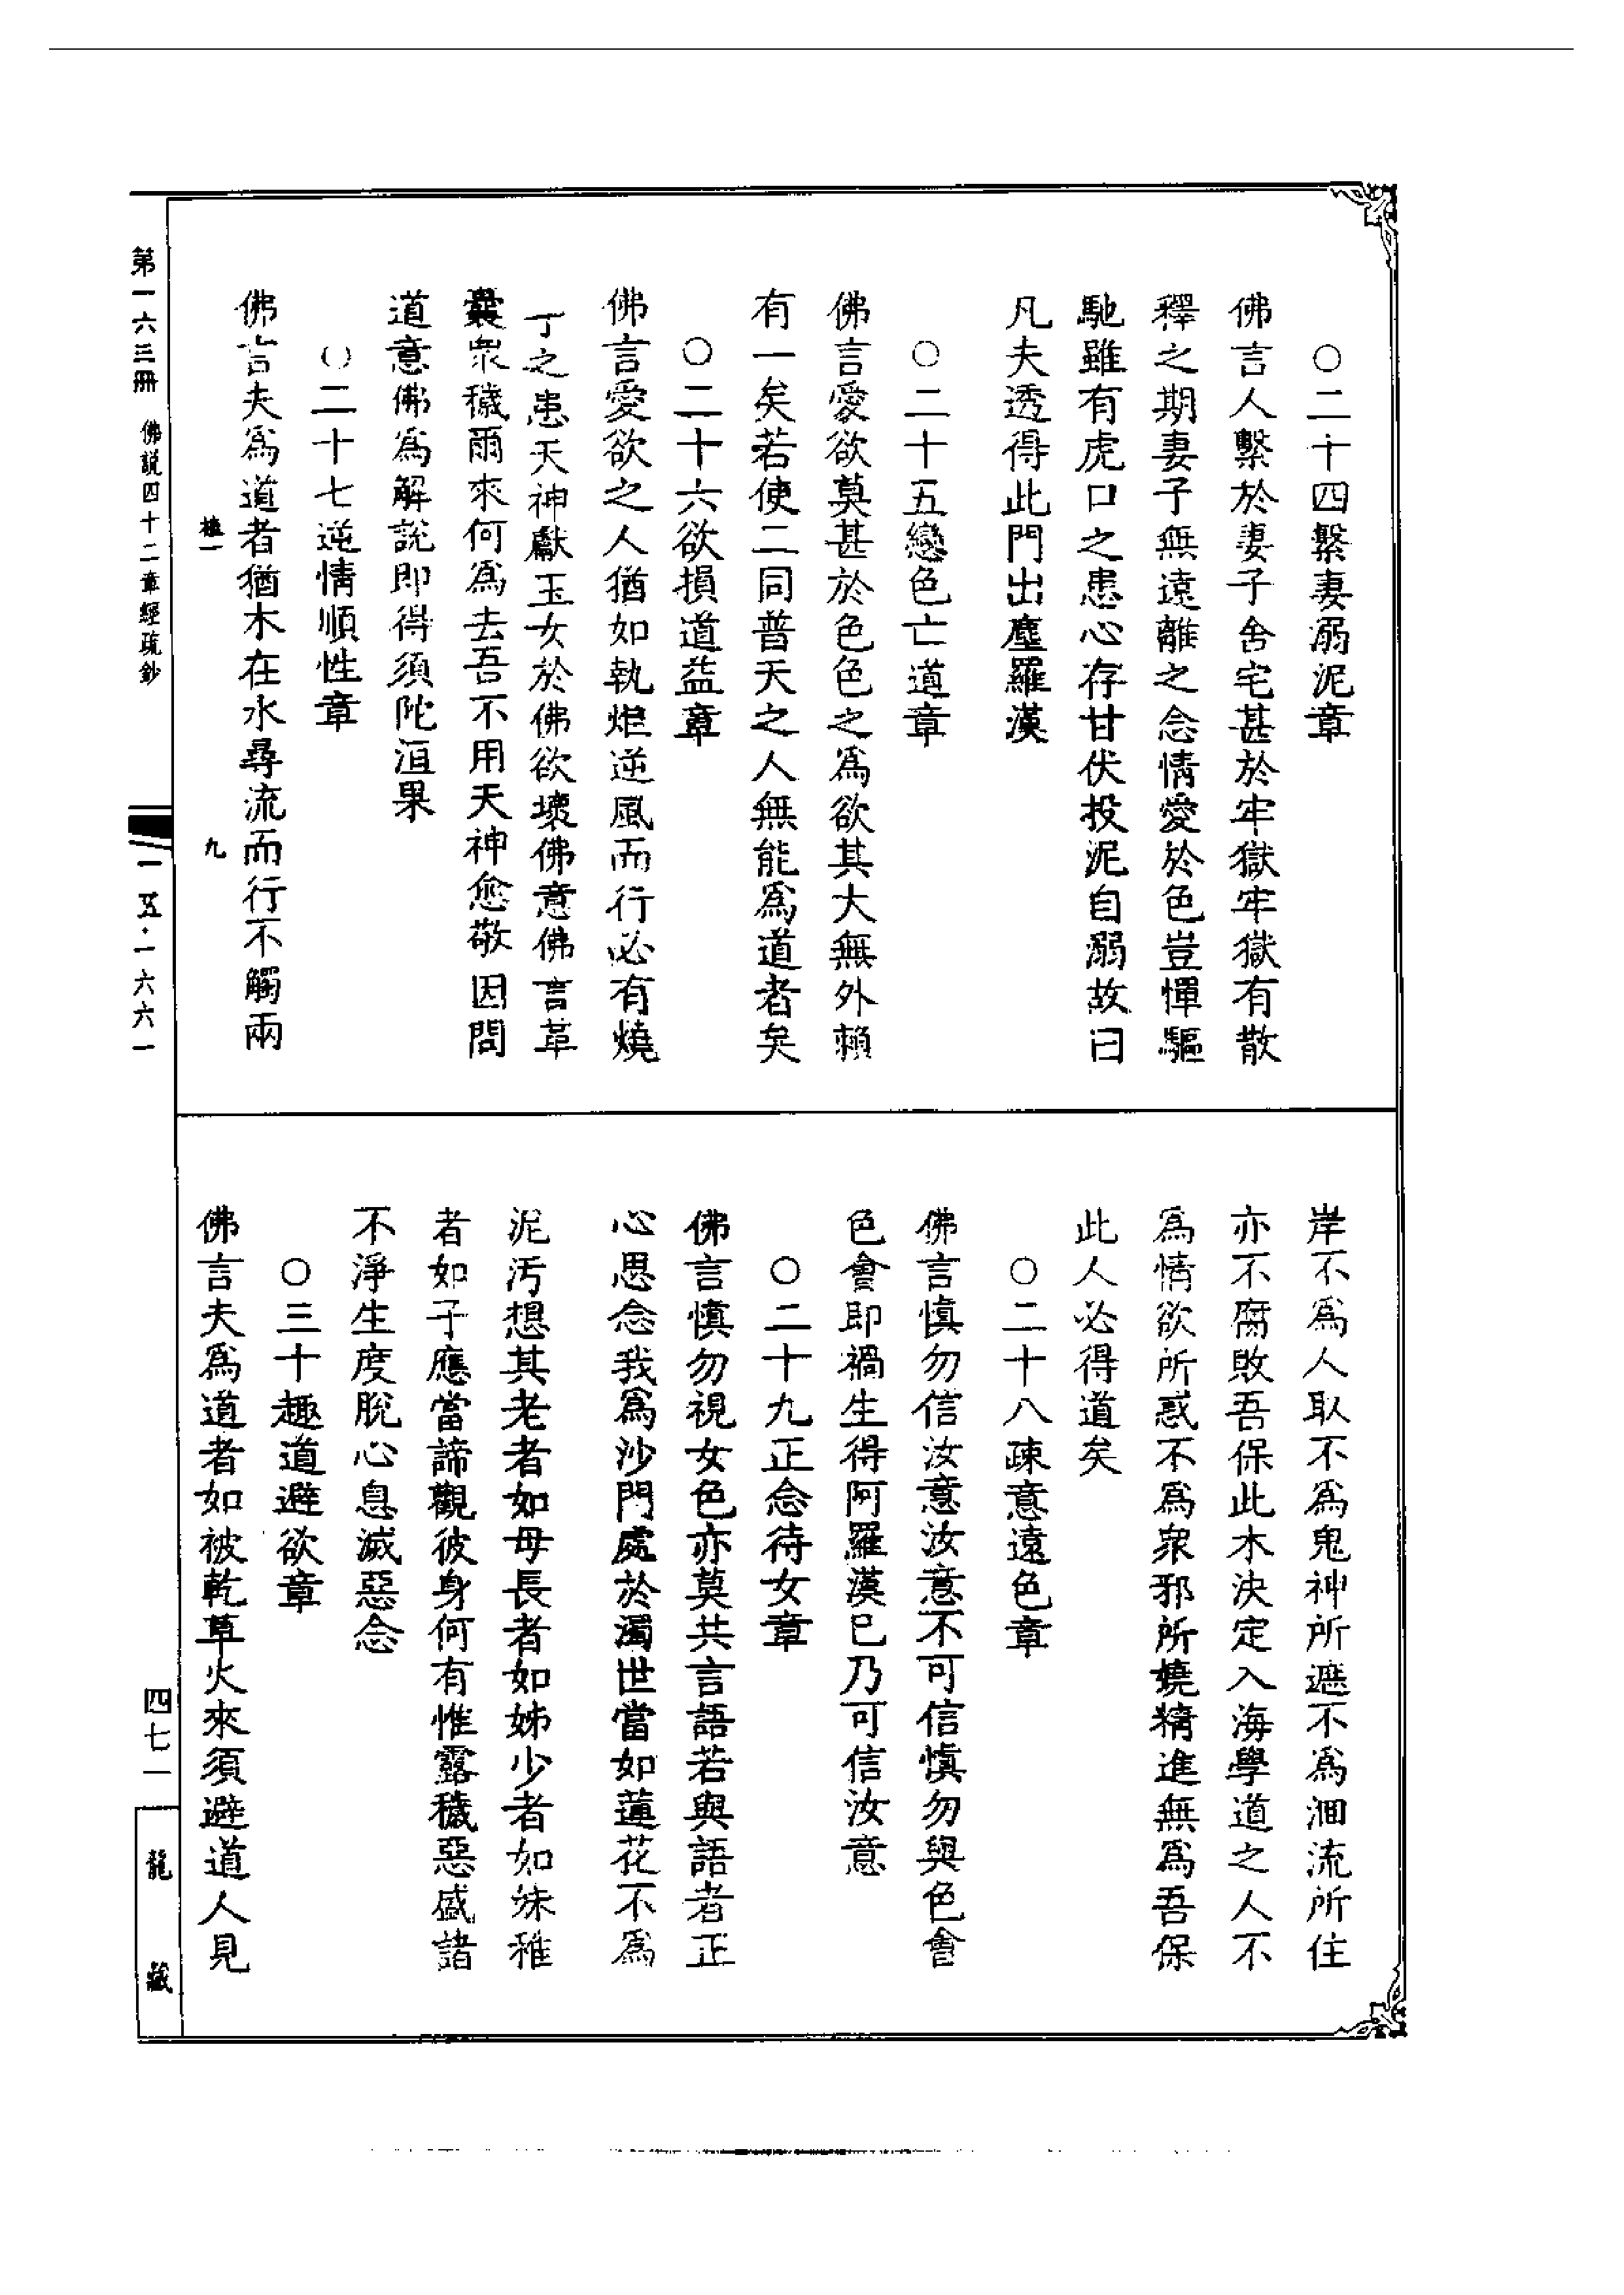 ○二十四繫妻溺泥章
佛言人繫於妻子舍宅甚於牢獄牢獄有散
釋之期妻子無遠離之念情愛於色豈憚驅
馳雖有虎口之患心存甘伏投泥自溺故曰
凡夫透得此門出塵羅漢
○二十五戀色亡道章
佛言愛欲莫甚於色色之為欲其大無外賴
有一矣若使二同普天之人無能為道者矣
○二十六欲損道益章
佛言愛欲之人猶如執炬逆風而行必有燒
手之患天神獻玉女於佛欲壞佛意佛言革
囊眾穢爾來何為去吾不用天神愈敬因問
道意佛為解說即得須陀洹果
○二十七逆情順性章
佛言夫為道者猶木在水尋流而行不觸兩
九
岸不為人取不為鬼神所遮不為洄流所住
亦不腐敗吾保此木決定入海學道之人不
為情欲所惑不為眾邪所嬈精進無為吾保
此人必得道矣
○二十八疎意遠色章
佛言慎勿信汝意汝意不可信慎勿與色會
色會即禍生得阿羅漢已乃可信汝意
○二十九正念待女章
佛言慎勿視女色亦莫共言語若與語者正
心思念我為沙門處於濁世當如蓮花不為
泥污想其老者如母長者如姊少者如妹稚
者如子應當諦觀彼身何有惟露穢惡盛諸
不淨生度脫心息滅惡念
○三十趣道避欲章
佛言夫為道者如被乾草火來須避道人見
第一六三冊 佛說四十二章經疏鈔
一五·一六六一
四七一
龍藏